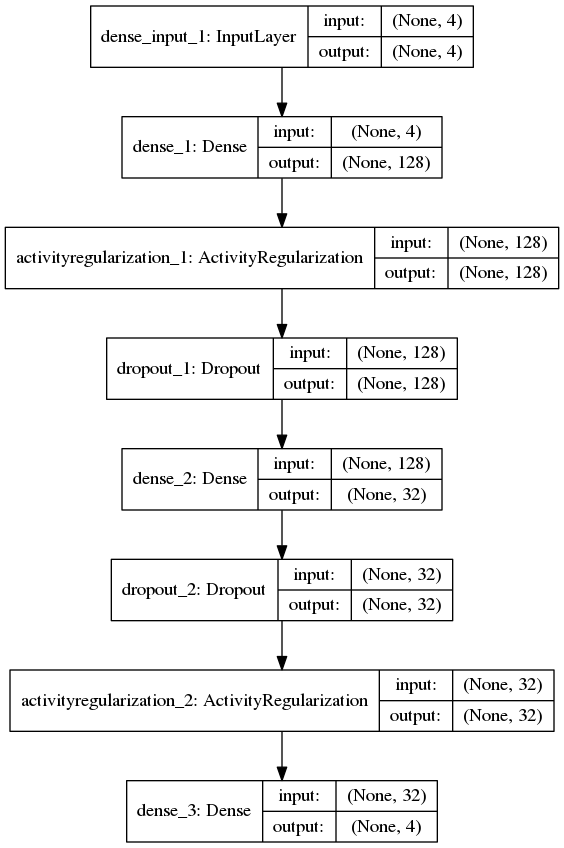 dense_input_1: InputLayer
input: (None, 4)
output: (None, 4)
dense_1: Dense
input: (None, 4)
output: (None, 128)
activityregularization_1: ActivityRegularization
input: (None, 128)
output: (None, 128)
dropout_1: Dropout
input: (None, 128)
output: (None, 128)
dense_2: Dense
input: (None, 128)
output: (None, 32)
dropout_2: Dropout
input: (None, 32)
output: (None, 32)
activityregularization_2: ActivityRegularization
input: (None, 32)
output: (None, 32)
dense_3: Dense
input: (None, 32)
output: (None, 4)